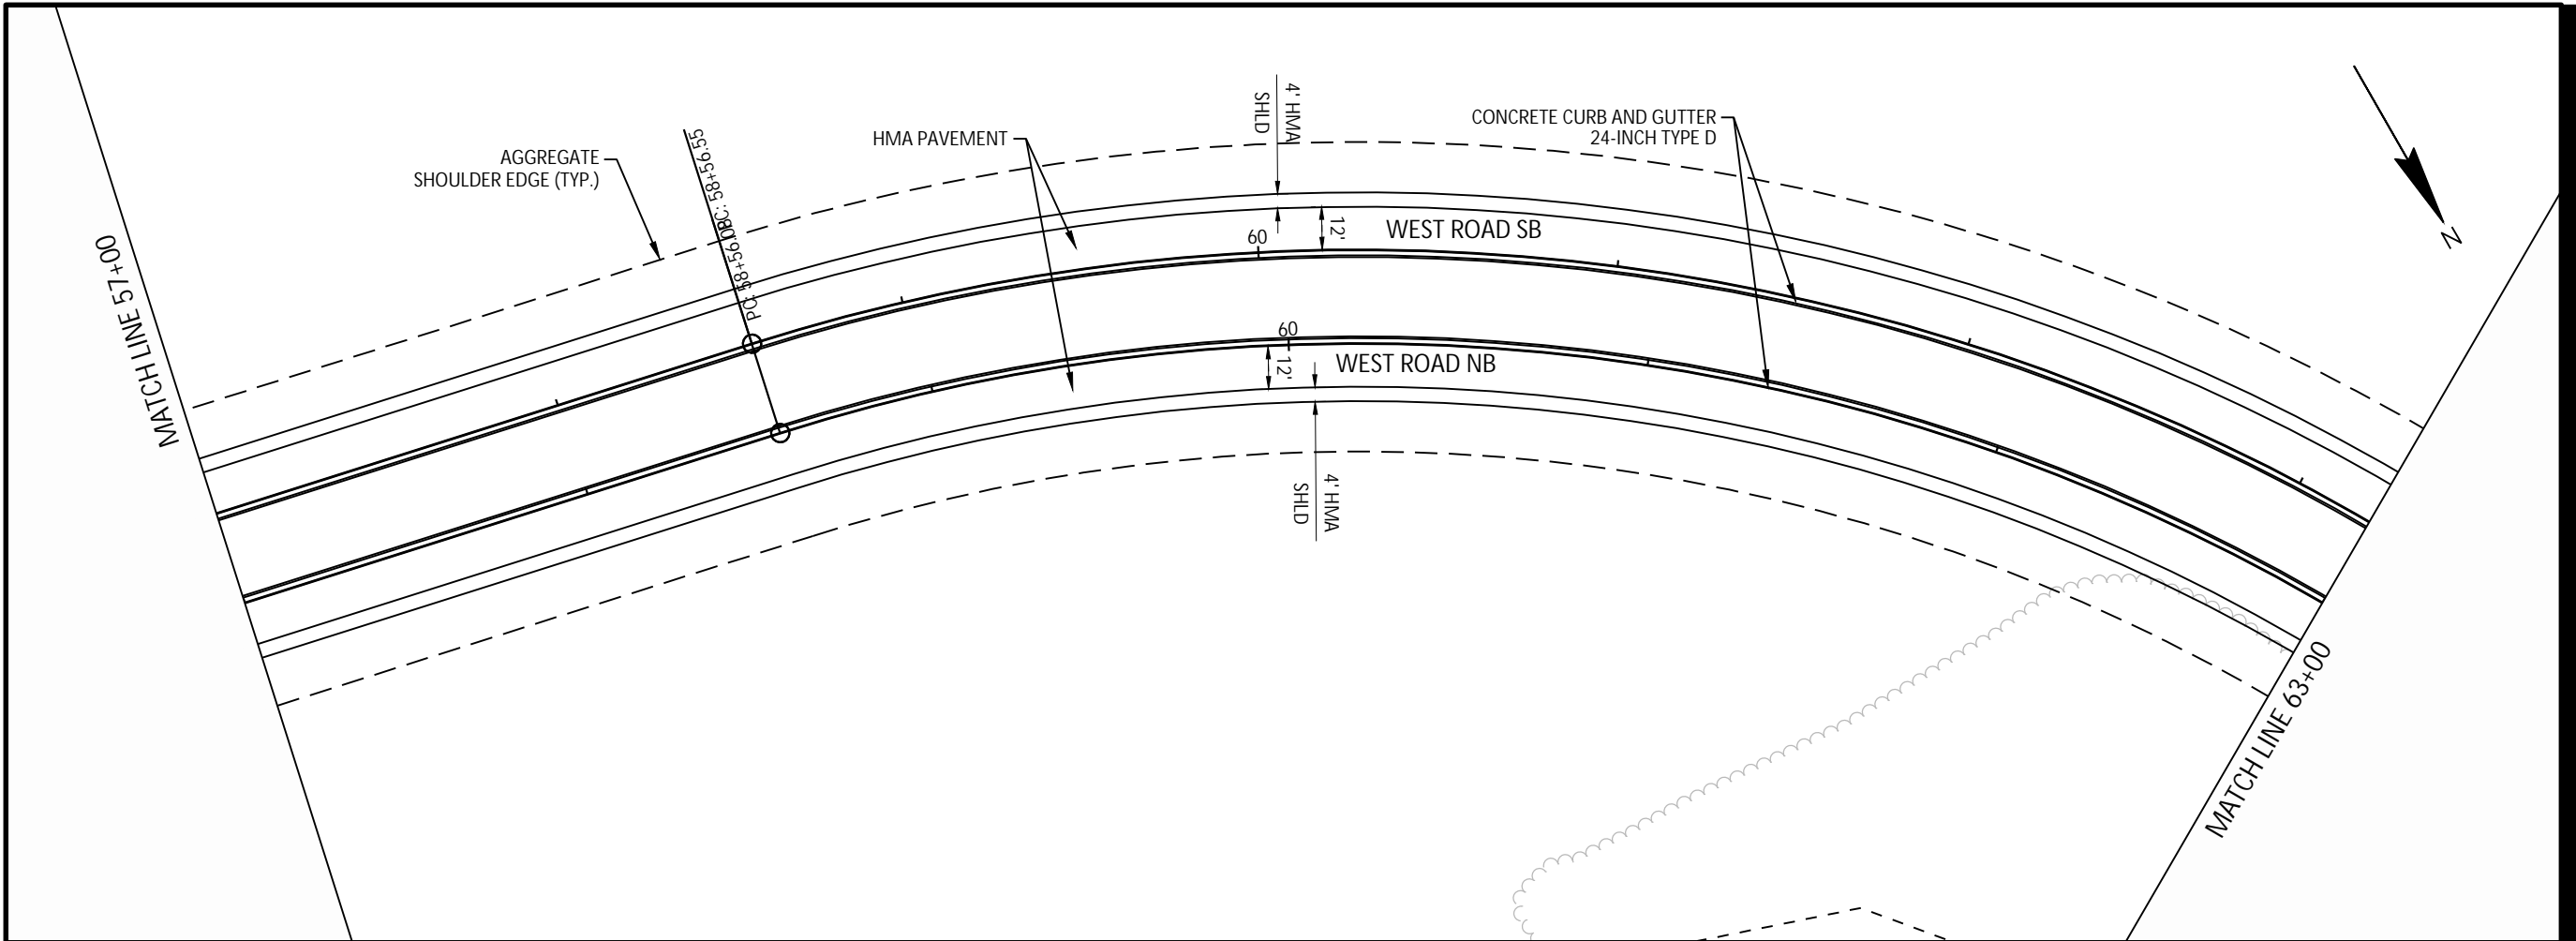 MATCH LINE 57+00
AGGREGATE
SHOULDER EDGE (TYP.)
PC: 58+56.55
PC: 58+56.08
HMA PAVEMENT
4' HMA
SHLD
CONCRETE CURB AND GUTTER
24-INCH TYPE D
N
60
12'
WEST ROAD SB
60
12'
WEST ROAD NB
4' HMA
SHLD
MATCH LINE 63+00